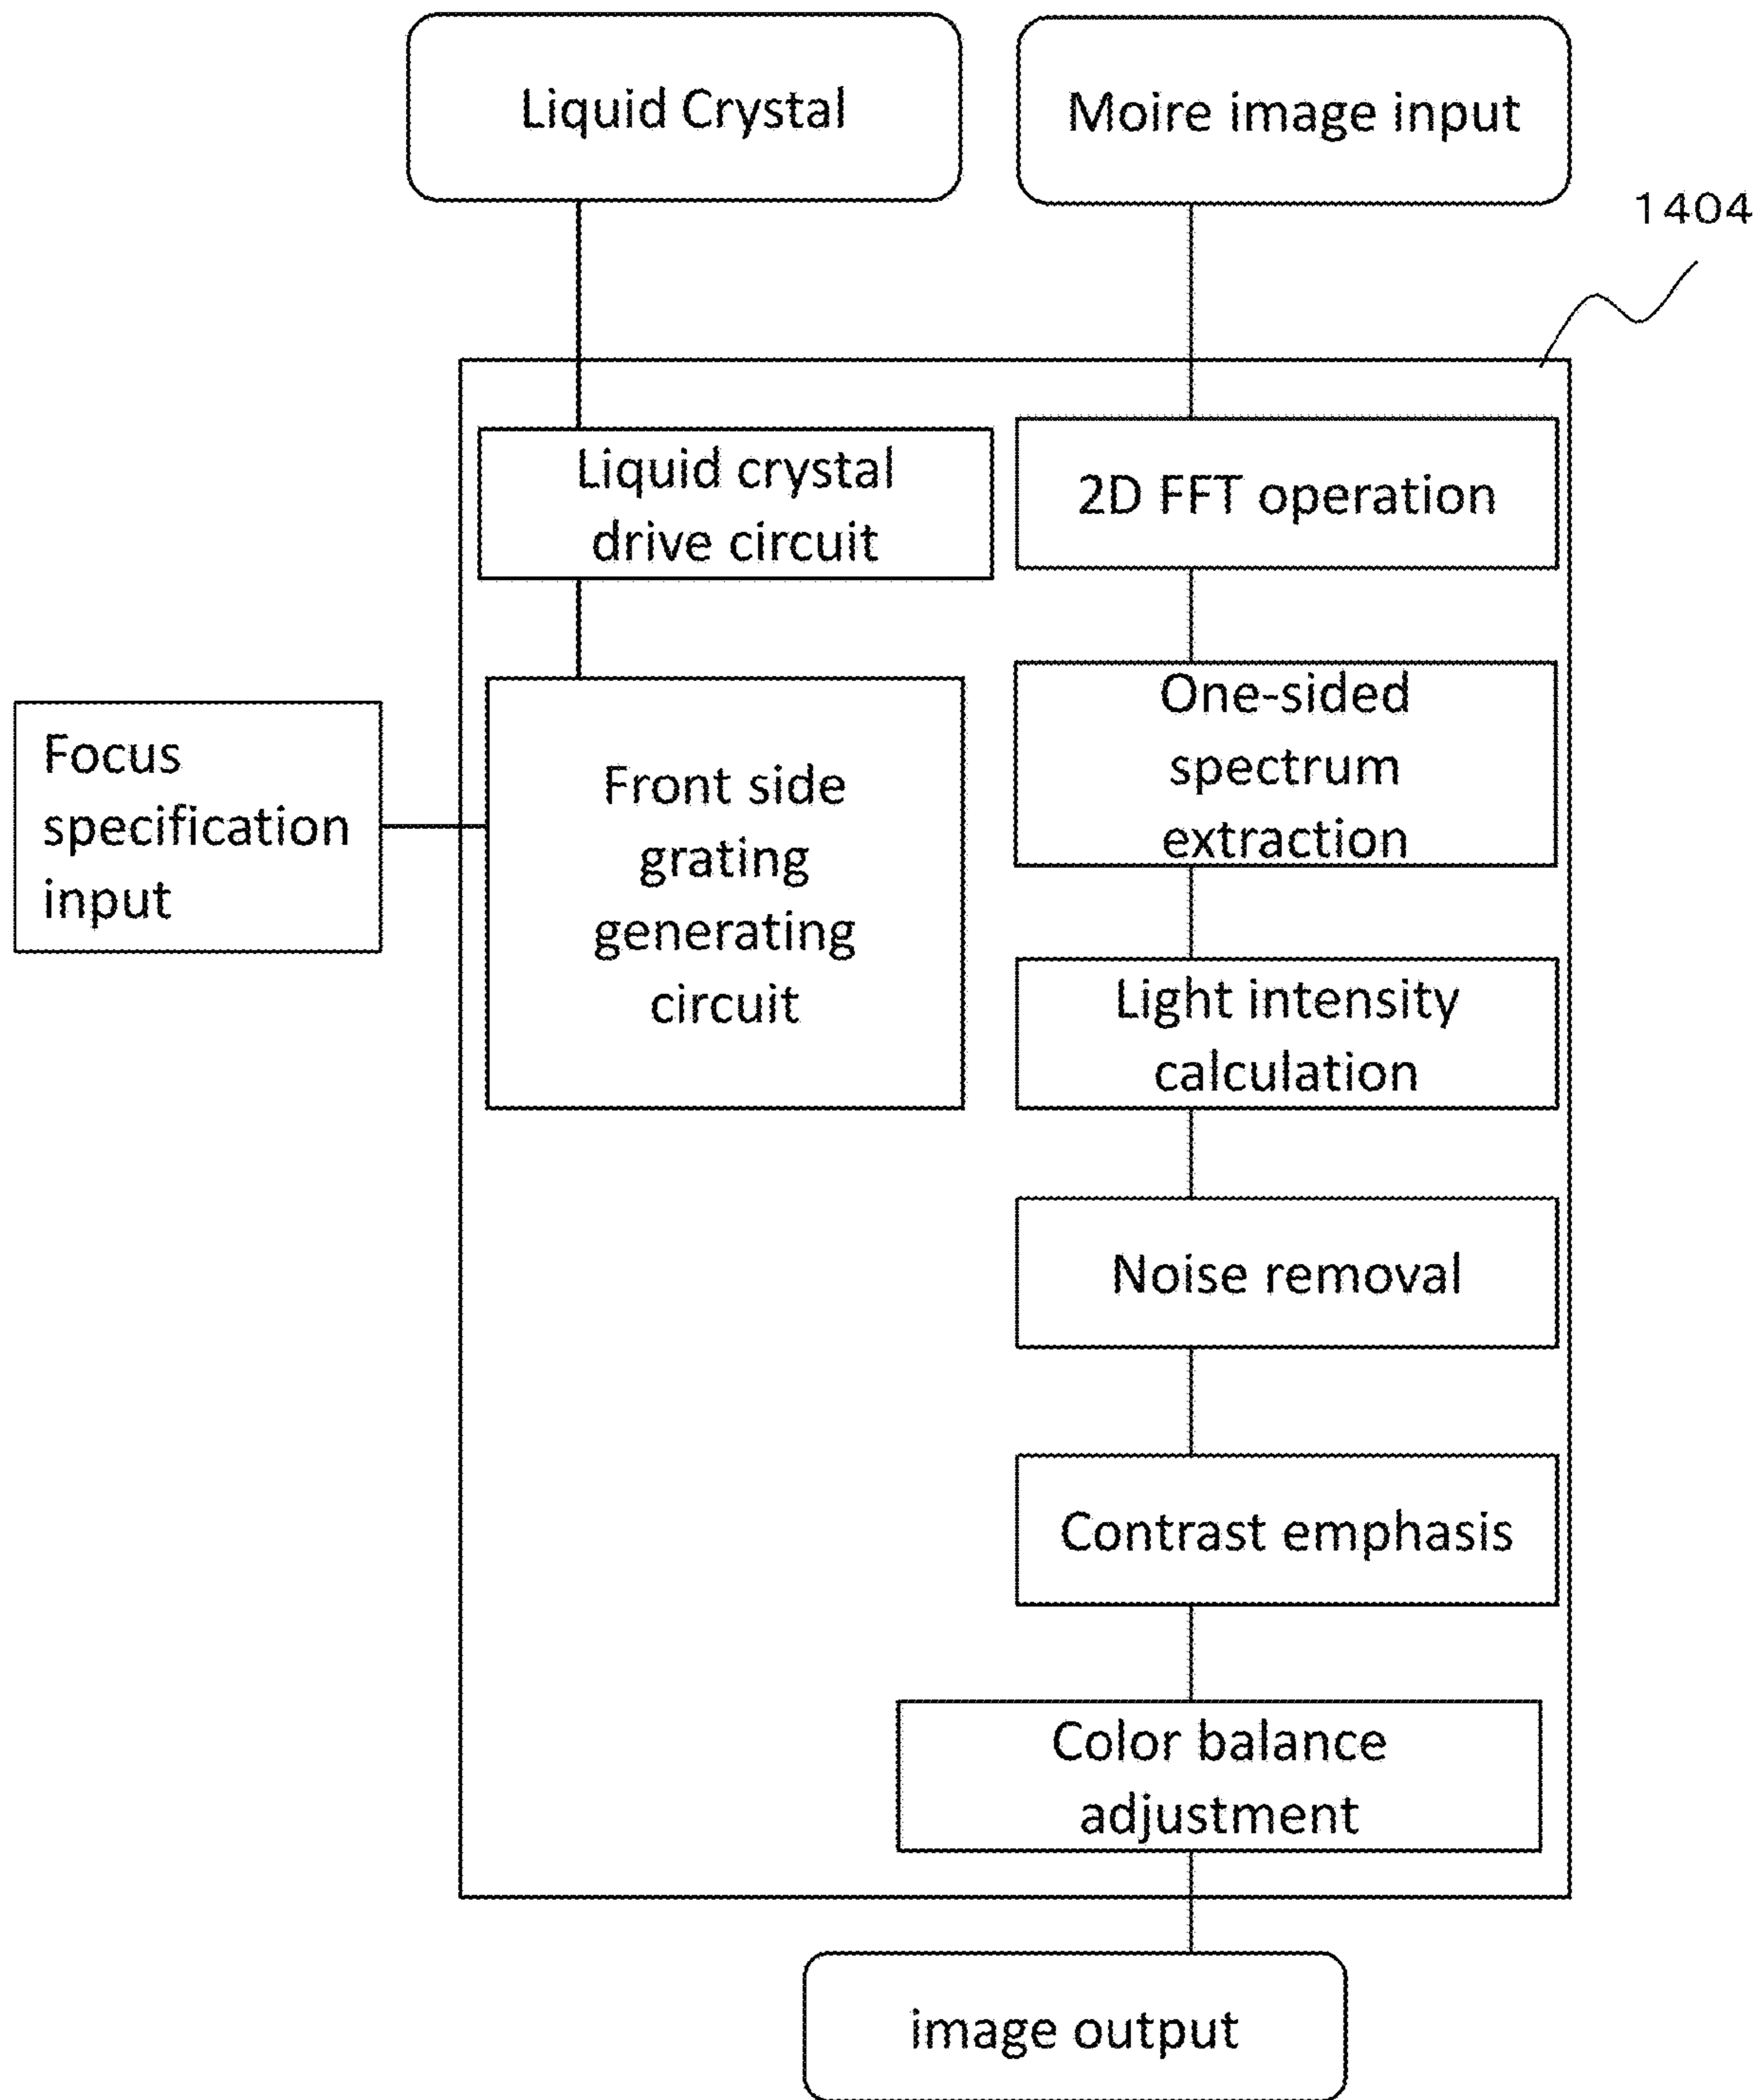 Liquid Crystal
Moire image input
1404
Liquid crystal
drive circuit
2D FFT operation
Focus
specification
input
Front side
grating
generating
circuit
One-sided
spectrum
extraction
Light intensity
calculation
Noise removal
Contrast emphasis
Color balance
adjustment
image output